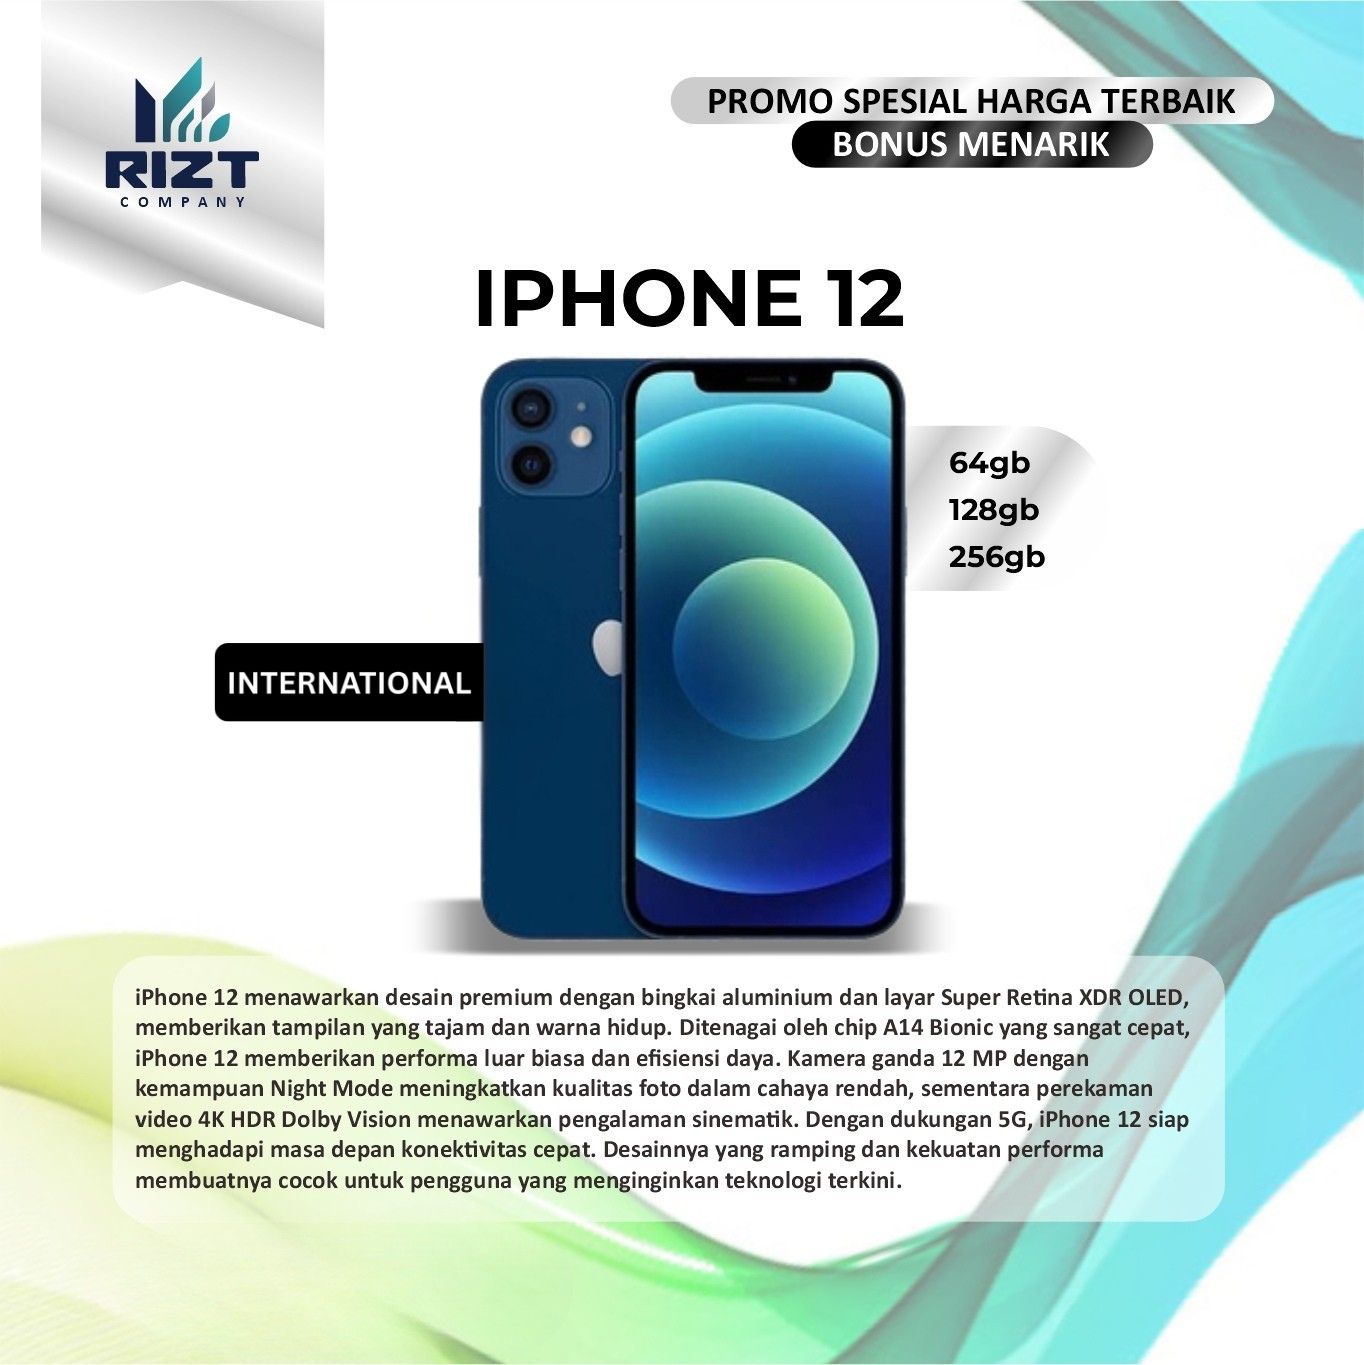 RIZT
COMPANY
PROMO SPESIAL HARGA TERBAIK
BONUS MENARIK
IPHONE 12
64gb
128gb
256gb
INTERNATIONAL
iPhone 12 menawarkan desain premium dengan bingkai aluminium dan layar Super Retina XDR OLED,
memberikan tampilan yang tajam dan warna hidup. Ditenagai oleh chip A14 Bionic yang sangat cepat,
iPhone 12 memberikan performa luar biasa dan efisiensi daya. Kamera ganda 12 MP dengan
kemampuan Night Mode meningkatkan kualitas foto dalam cahaya rendah, sementara perekaman
video 4K HDR Dolby Vision menawarkan pengalaman sinematik. Dengan dukungan 5G, iPhone 12 siap
menghadapi masa depan konektivitas cepat. Desainnya yang ramping dan kekuatan performa
membuatnya cocok untuk pengguna yang menginginkan teknologi terkini.